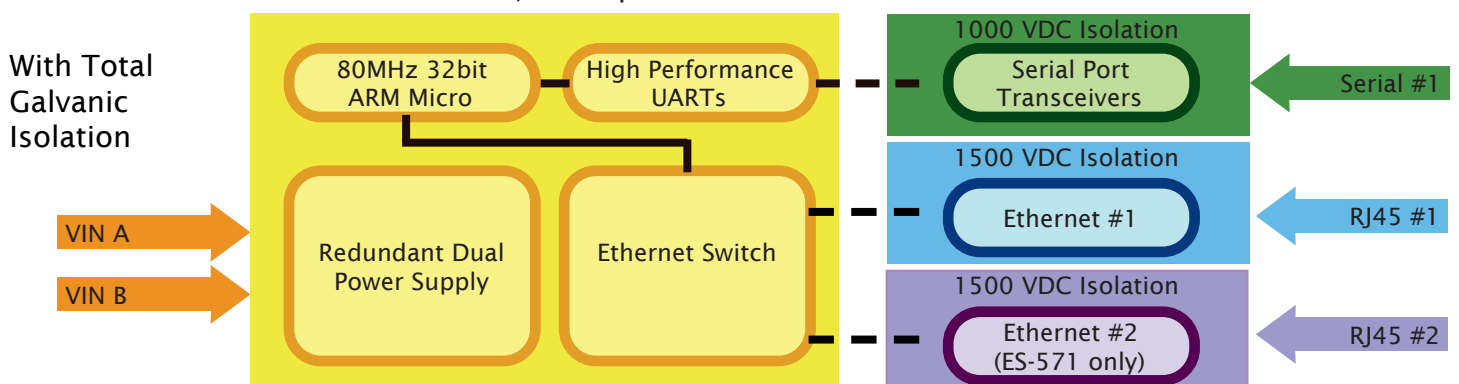 With Total
Galvanic
Isolation
VIN A
VIN B
80MHz 32bit
ARM Micro
High Performance
UARTs
Redundant Dual
Power Supply
Ethernet Switch
1000 VDC Isolation
Serial Port
Transceivers
Serial #1
1500 VDC Isolation
Ethernet #1
RJ45 #1
1500 VDC Isolation
Ethernet #2
(ES-571 only)
RJ45 #2